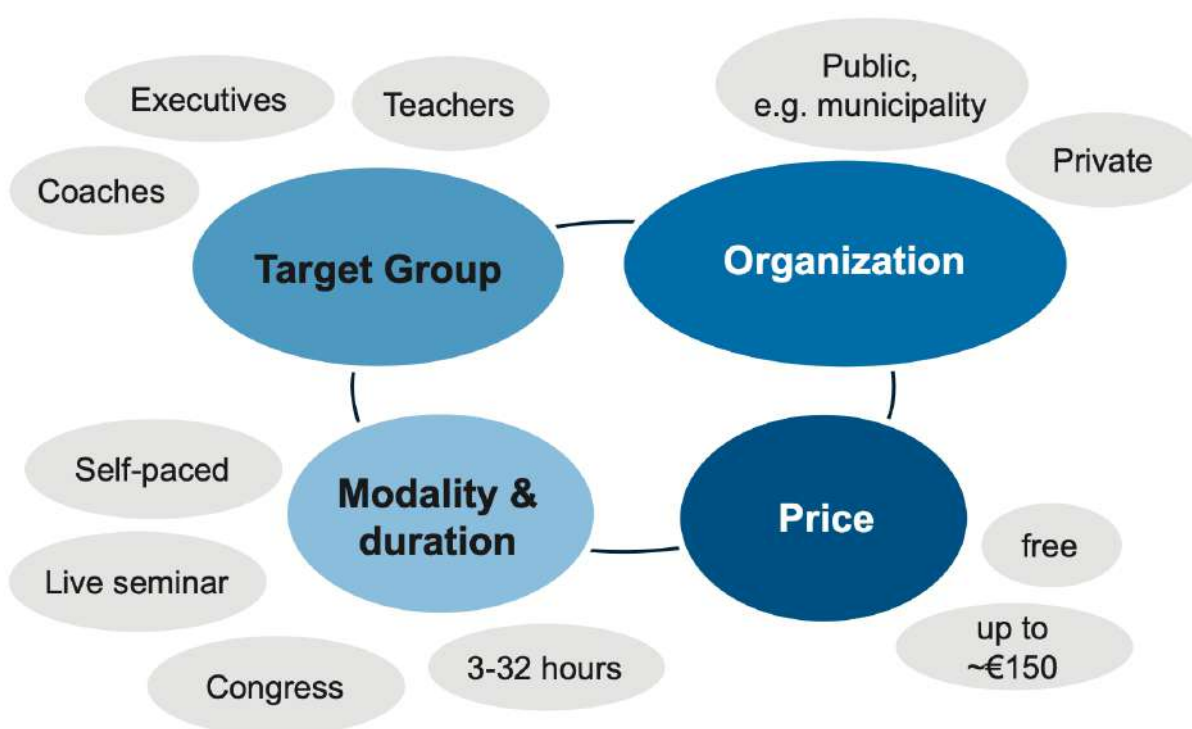 Executives
Teachers
Coaches
Target Group
Public,
e.g. municipality
Private
Organization
Self-paced
Live seminar
Congress
3-32 hours
Modality &
duration
Price
free
up to
~€150